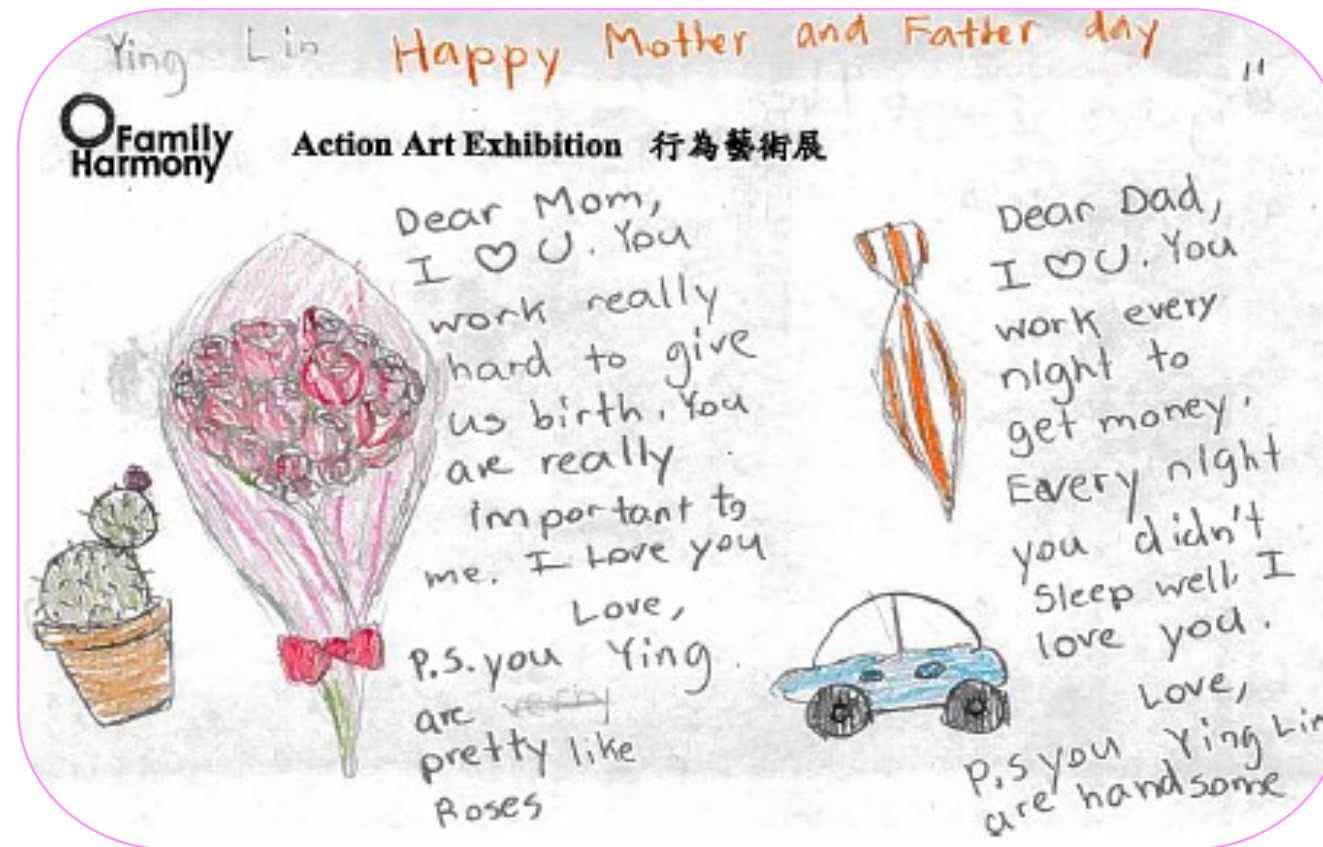 Ying Lin Happy Mother and Father day
Family
Harmony
Action Art Exhibition 行為藝術展
Dear Mom,
I ♡ U. You
work really
hard to give
us birth. You
are really
important to
me. I Love you
Love,
Ying.
P.S. you
are very
pretty like
Roses
Dear Dad,
I ♡ U. You
work every
night to
get money.
Eavery night
you didn't
Sleep well. I
love you.
Love,
Ying Lin
P.S you
are handsome